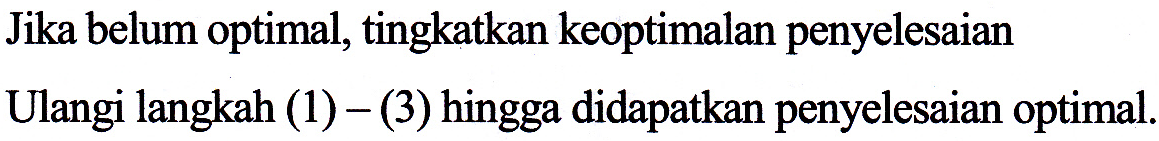 Jika belum optimal, tingkatkan keoptimalan penyelesaian
Ulangi langkah (1) – (3) hingga didapatkan penyelesaian optimal.